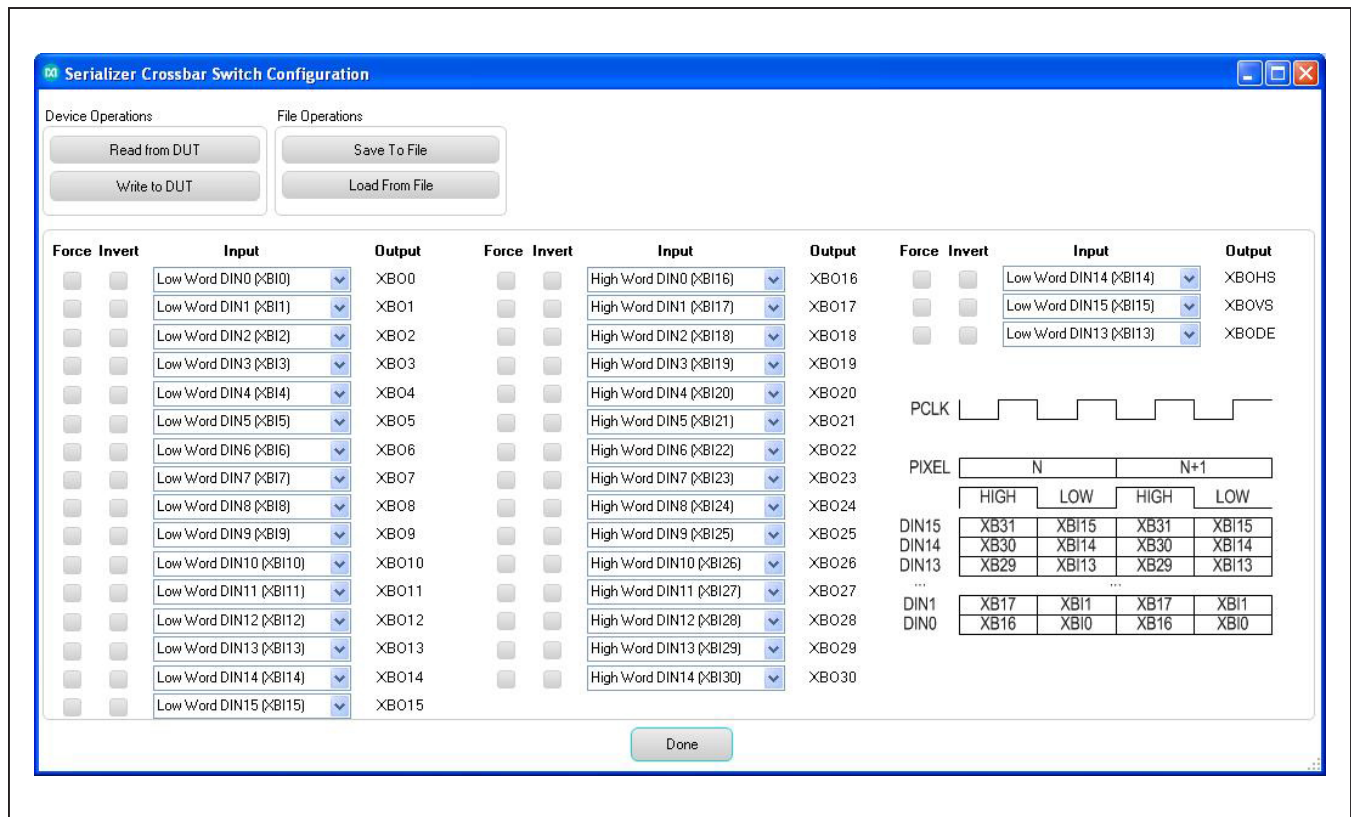 Serializer Crossbar Switch Configuration
Device Operations File Operations
Read from DUT Save To File
Write to DUT Load From File
Force Invert Input Output Force Invert Input Output Force Invert Input Output
Low Word DIN0 (XBI0) XBO0 High Word DIN0 (XBI16) XBO16 Low Word DIN14 (XBI14) XBOHS
Low Word DIN1 (XBI1) XBO1 High Word DIN1 (XBI17) XBO17 Low Word DIN15 (XBI15) XBOVS
Low Word DIN2 (XBI2) XBO2 High Word DIN2 (XBI18) XBO18 Low Word DIN13 (XBI13) XBODE
Low Word DIN3 (XBI3) XBO3 High Word DIN3 (XBI19) XBO19
Low Word DIN4 (XBI4) XBO4 High Word DIN4 (XBI20) XBO20
Low Word DIN5 (XBI5) XBO5 High Word DIN5 (XBI21) XBO21
PCLK
Low Word DIN6 (XBI6) XBO6 High Word DIN6 (XBI22) XBO22
Low Word DIN7 (XBI7) XBO7 High Word DIN7 (XBI23) XBO23
PIXEL N N+1
Low Word DIN8 (XBI8) XBO8 High Word DIN8 (XBI24) XBO24
HIGH LOW HIGH LOW
Low Word DIN9 (XBI9) XBO9 High Word DIN9 (XBI25) XBO25
DIN15 XB31 XBI15 XB31 XBI15
DIN14 XB30 XBI14 XB30 XBI14
Low Word DIN10 (XBI10) XBO10 High Word DIN10 (XBI26) XBO26
DIN13 XB29 XBI13 XB29 XBI13
... ...
Low Word DIN11 (XBI11) XBO11 High Word DIN11 (XBI27) XBO27
DIN1 XB17 XBI1 XB17 XBI1
Low Word DIN12 (XBI12) XBO12 High Word DIN12 (XBI28) XBO28
DIN0 XB16 XBI0 XB16 XBI0
Low Word DIN13 (XBI13) XBO13 High Word DIN13 (XBI29) XBO29
Low Word DIN14 (XBI14) XBO14 High Word DIN14 (XBI30) XBO30
Low Word DIN15 (XBI15) XBO15
Done